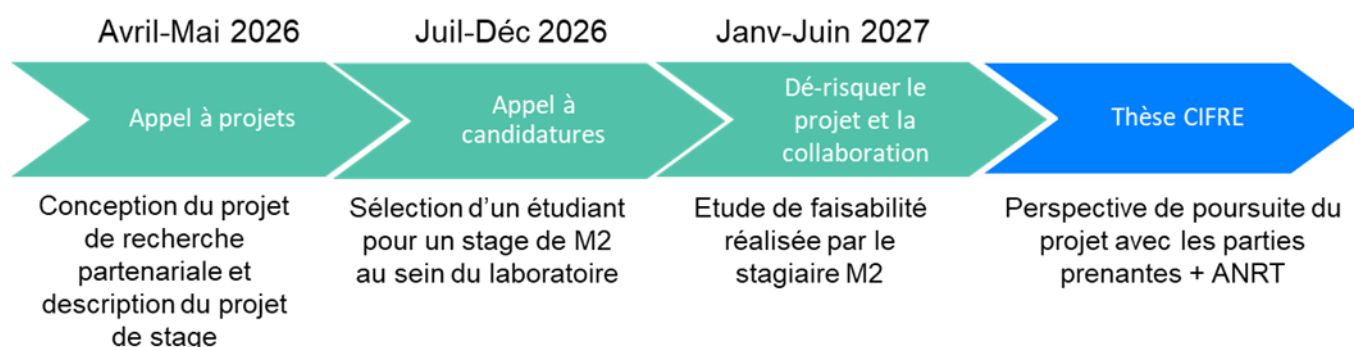 Avril-Mai 2026
Juil-Déc 2026
Janv-Juin 2027
Appel à projets
Appel à
candidatures
Dé-risquer le
projet et la
collaboration
Thèse CIFRE
Conception du projet
de recherche
partenariale et
description du projet
de stage
Sélection d'un étudiant
pour un stage de M2
au sein du laboratoire
Etude de faisabilité
réalisée par le
stagiaire M2
Perspective de poursuite du
projet avec les parties
prenantes + ANRT